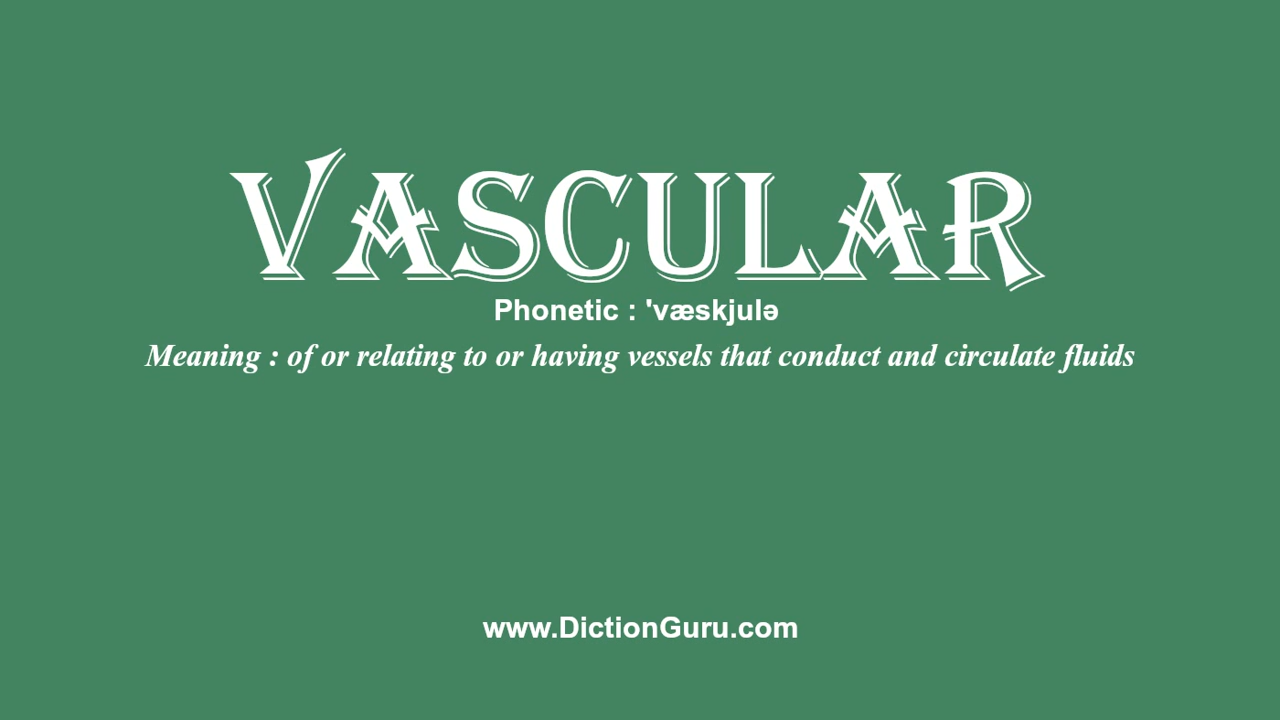 VASCULAR
Phonetic : 'væskjulə
Meaning : of or relating to or having vessels that conduct and circulate fluids
www.DictionGuru.com